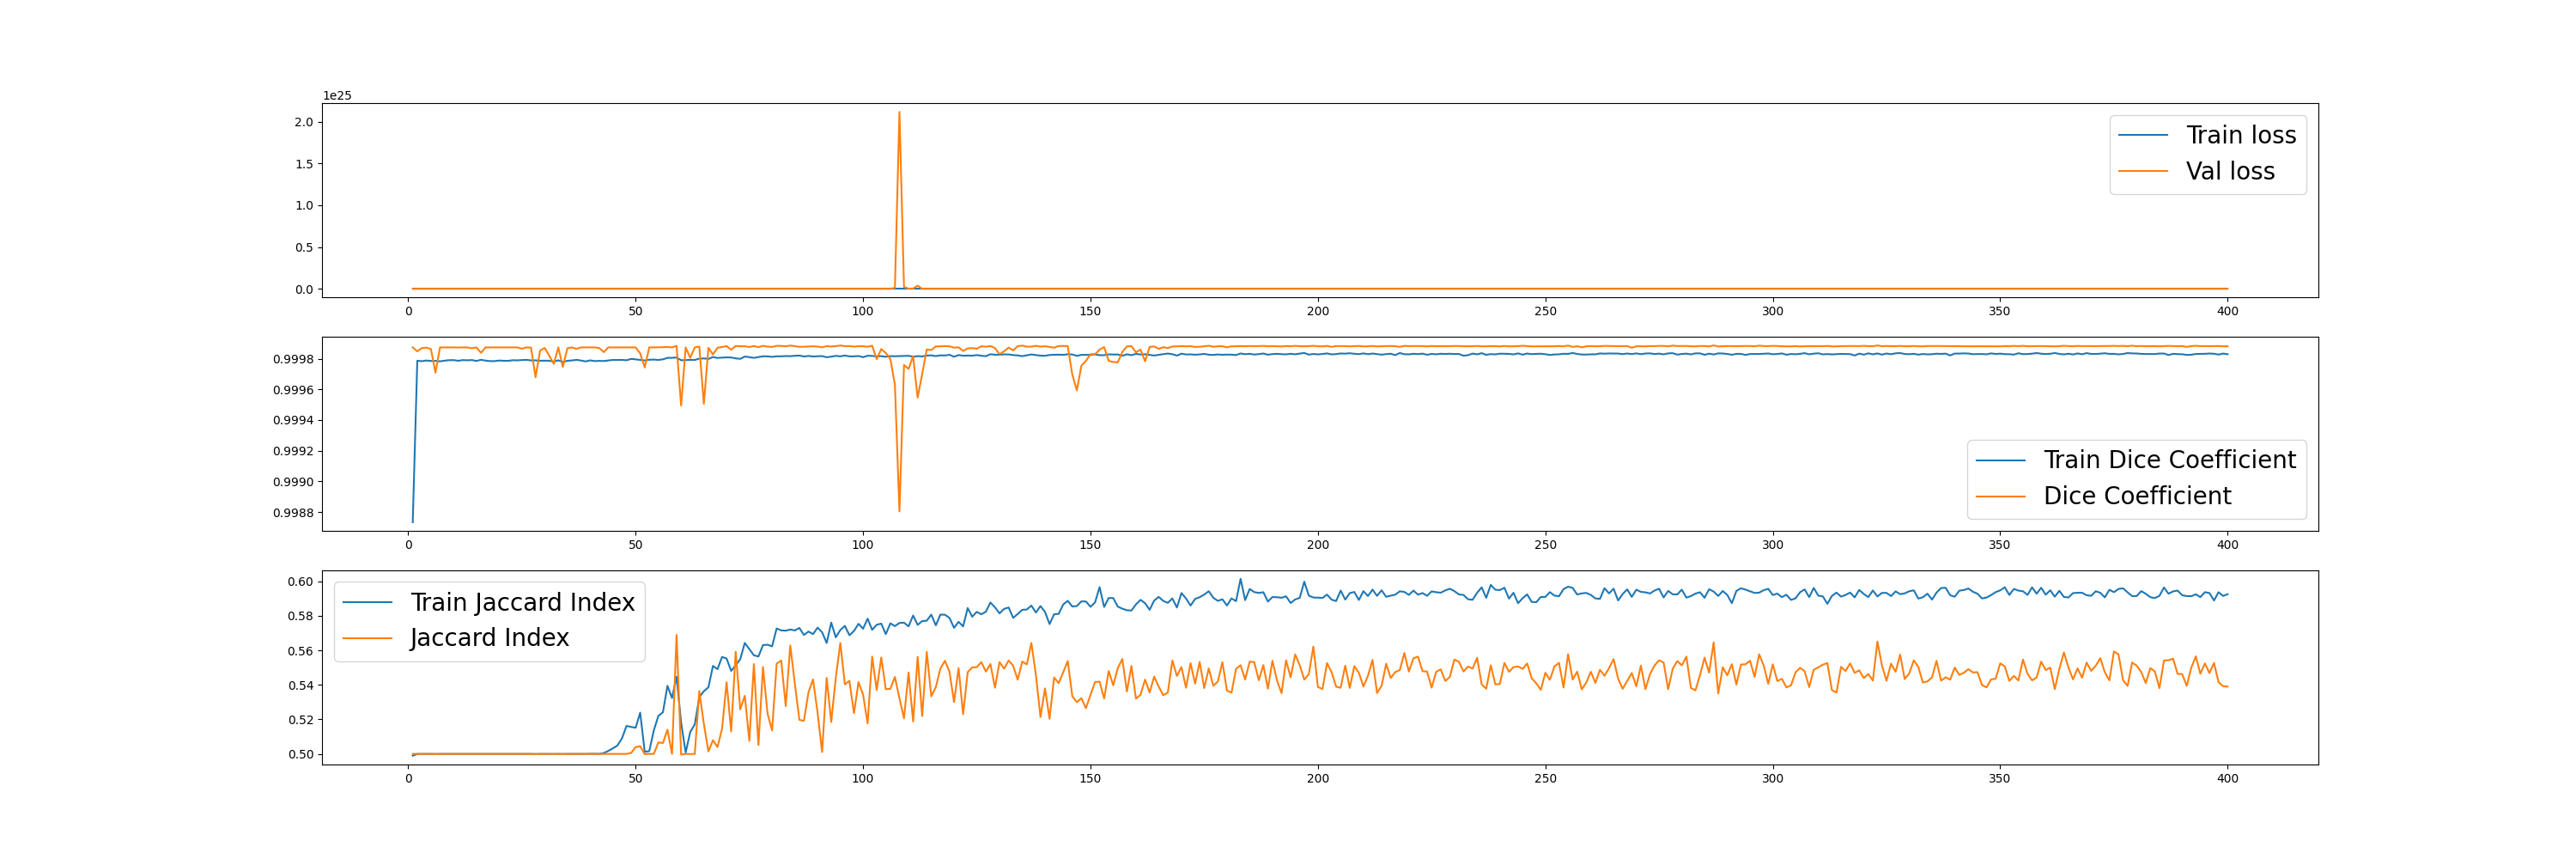 1e25
2.0
1.5
1.0
0.5
0.0
Train loss
Val loss
0 50 100 150 200 250 300 350 400
0.9998
0.9996
0.9994
0.9992
0.9990
0.9988
Train Dice Coefficient
Dice Coefficient
0 50 100 150 200 250 300 350 400
0.60
0.58
0.56
0.54
0.52
0.50
Train Jaccard Index
Jaccard Index
0 50 100 150 200 250 300 350 400